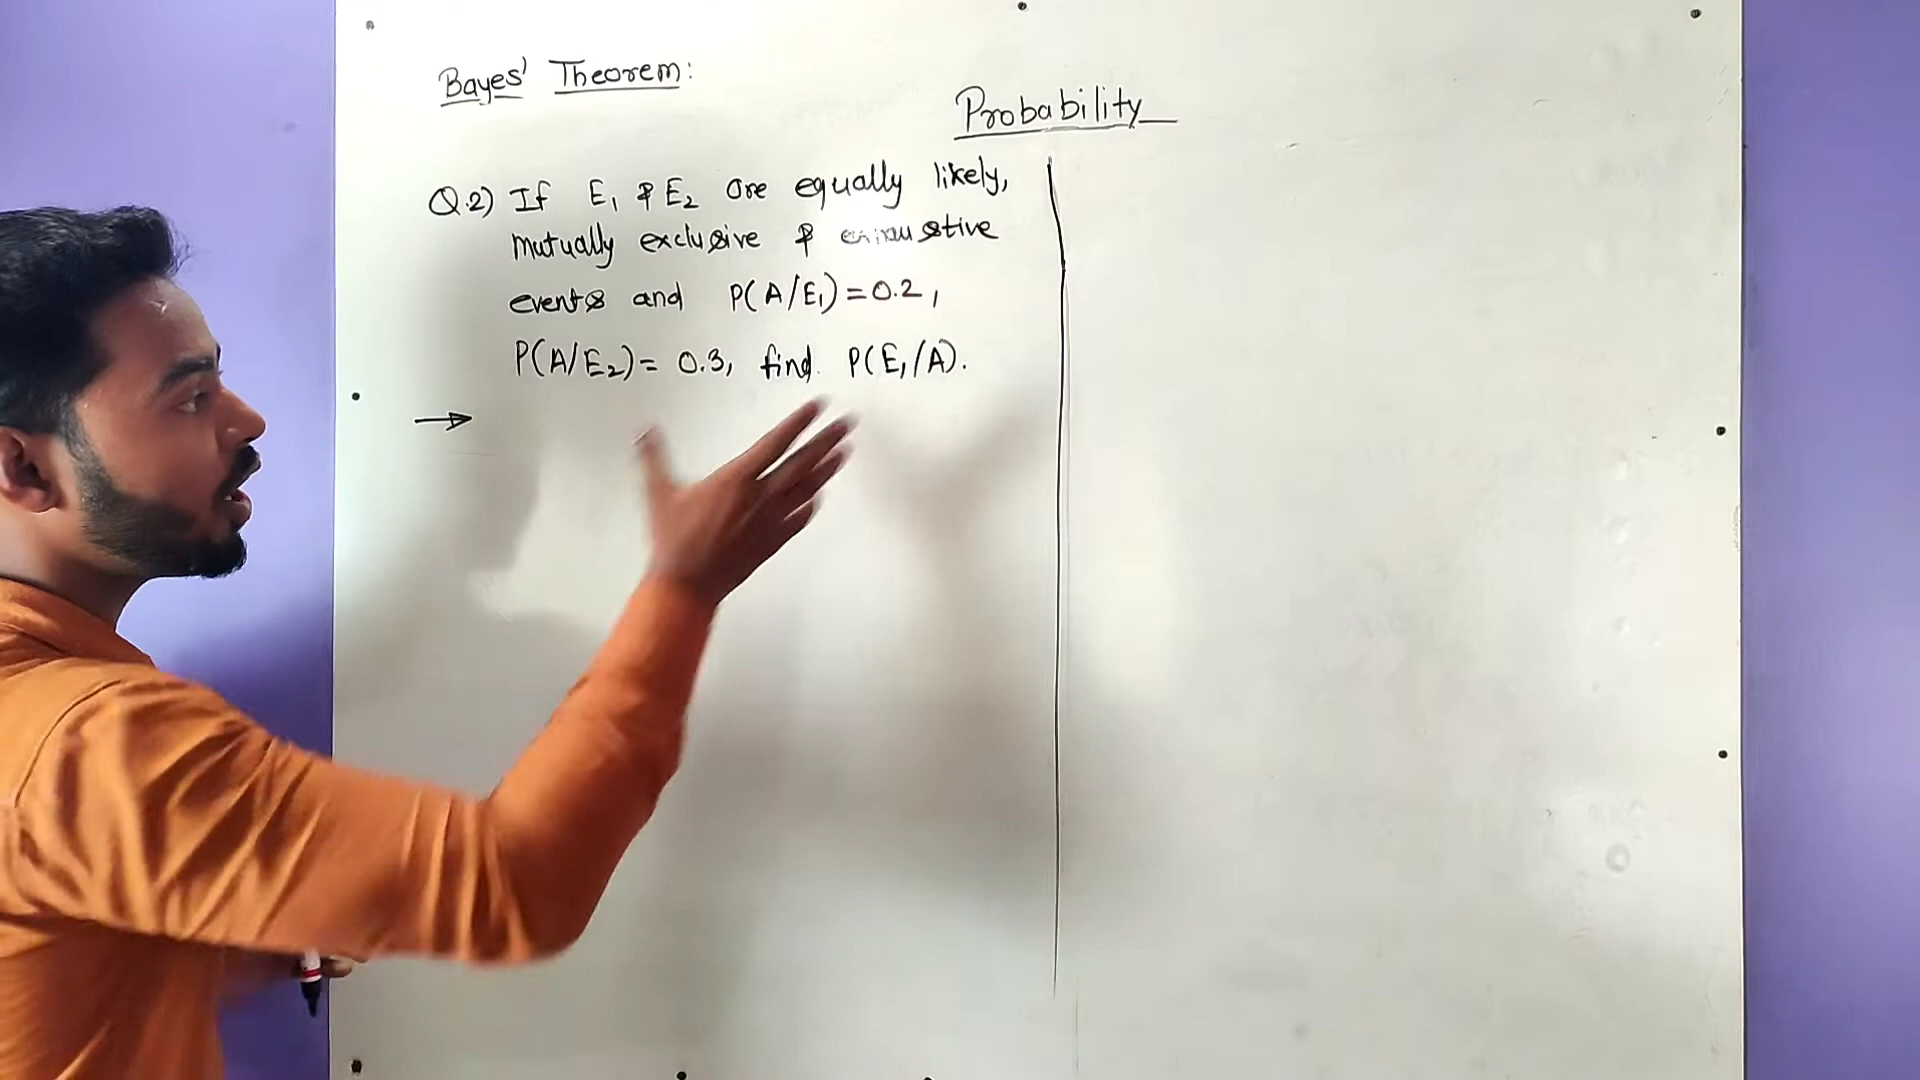 Bayes' Theorem:
Probability
Q.2) If E₁ & E₂ are equally likely,
mutually exclusive & exhaustive
events and P(A/E₁) = 0.2,
P(A/E₂) = 0.3, find P(E₁/A).
→